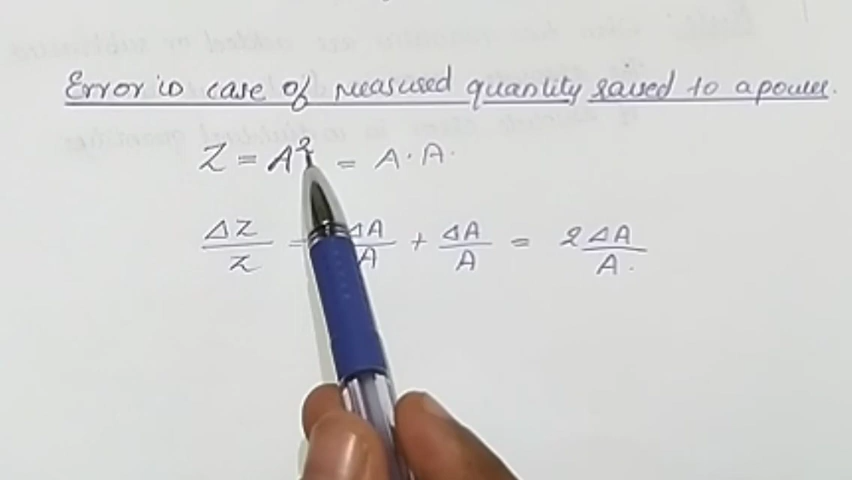 Error in case of measured quantity raised to a power.
Z = A² = A · A.
ΔZ/Z = ΔA/A + ΔA/A = 2ΔA/A.